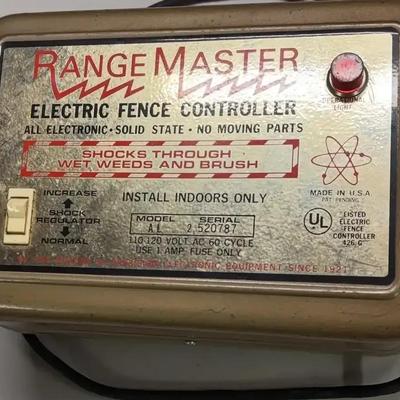 RANGE MASTER
OPERATIONAL
LIGHT
ELECTRIC FENCE CONTROLLER
ALL ELECTRONIC • SOLID STATE • NO MOVING PARTS
SHOCKS THROUGH
WET WEEDS AND BRUSH
INCREASE
SHOCK
REGULATOR
NORMAL
INSTALL INDOORS ONLY
MODEL SERIAL
AL 2 520787
110-120 VOLT AC 60 CYCLE
USE 1 AMP. FUSE ONLY
MADE IN U.S.A.
PAT. PENDING
UL
LISTED
ELECTRIC
FENCE
CONTROLLER
426 G
ELECTRONIC EQUIPMENT SINCE 1921